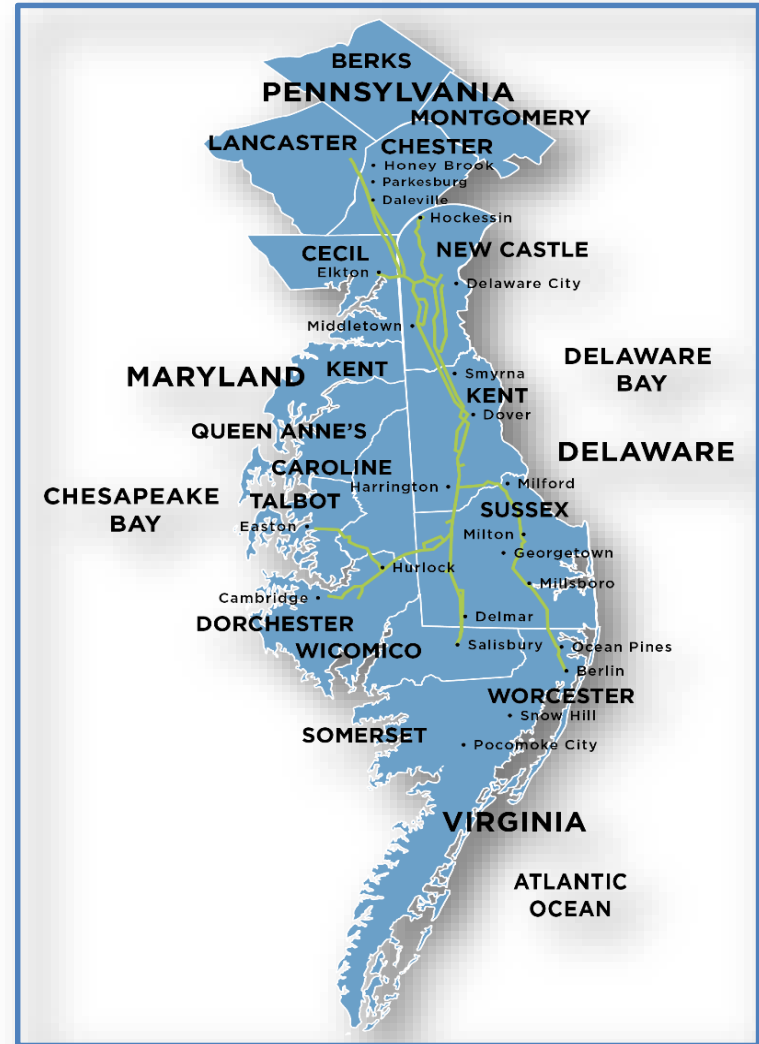 BERKS
PENNSYLVANIA
MONTGOMERY
LANCASTER
CHESTER
Honey Brook
Parkesburg
Daleville
Hockessin
CECIL
NEW CASTLE
Elkton
Delaware City
Middletown
DELAWARE
BAY
MARYLAND
KENT
Smyrna
KENT
Dover
QUEEN ANNE'S
DELAWARE
CAROLINE
CHESAPEAKE
BAY
Harrington
Milford
TALBOT
SUSSEX
Easton
Milton
Georgetown
Hurlock
Millsboro
Cambridge
DORCHESTER
Delmar
WICOMICO
Salisbury
Ocean Pines
Berlin
WORCESTER
Snow Hill
SOMERSET
Pocomoke City
VIRGINIA
ATLANTIC
OCEAN